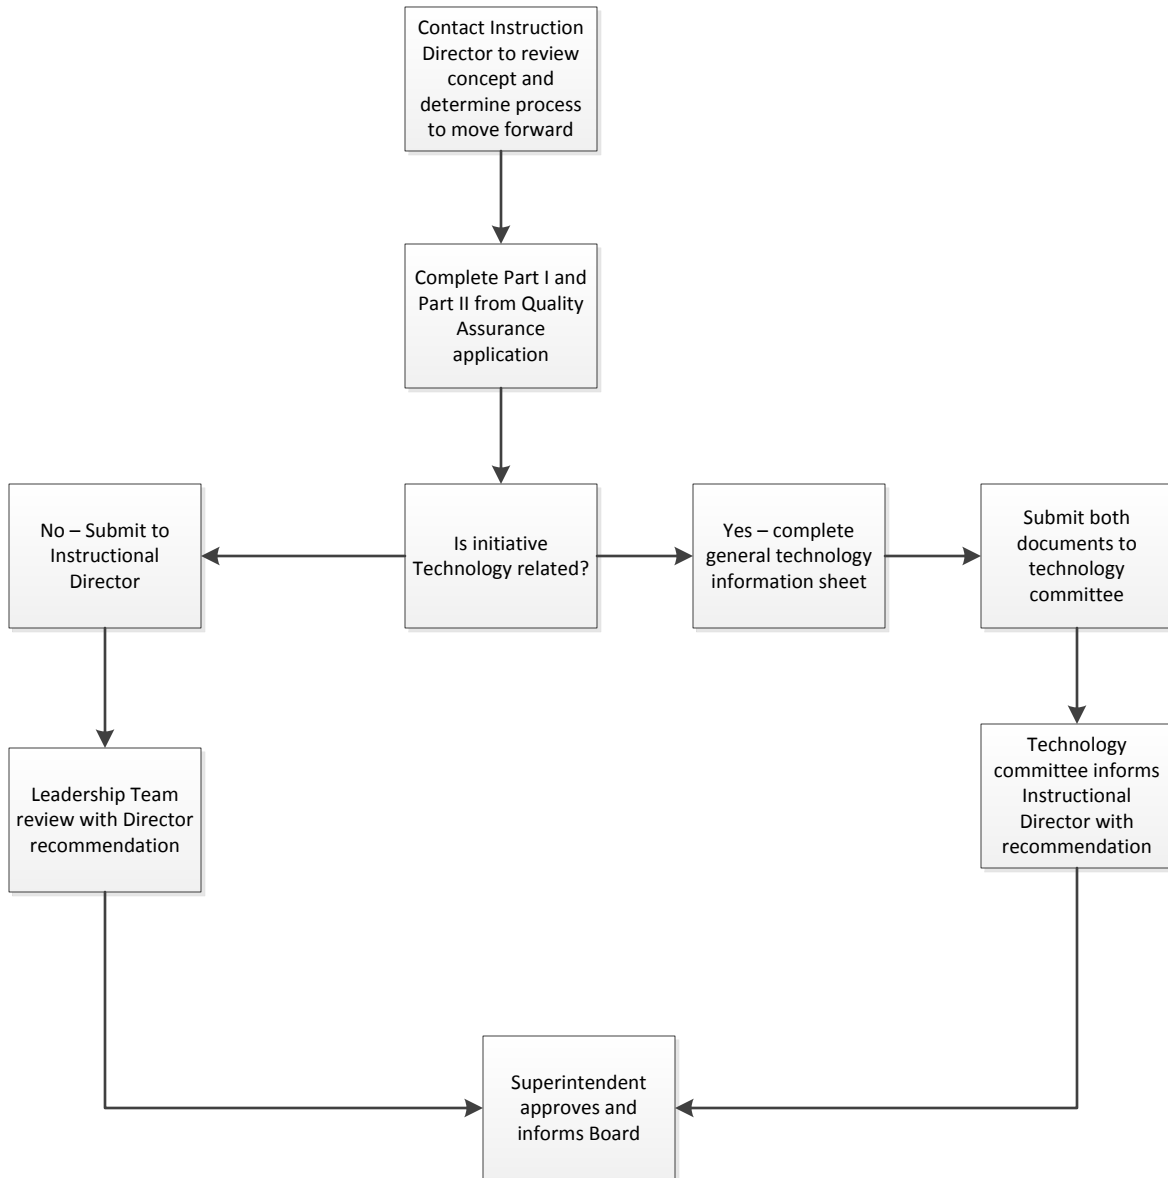 Contact Instruction
Director to review
concept and
determine process
to move forward
Complete Part I and
Part II from Quality
Assurance
application
No – Submit to
Instructional
Director
Is initiative
Technology related?
Yes – complete
general technology
information sheet
Submit both
documents to
technology
committee
Leadership Team
review with Director
recommendation
Technology
committee informs
Instructional
Director with
recommendation
Superintendent
approves and
informs Board